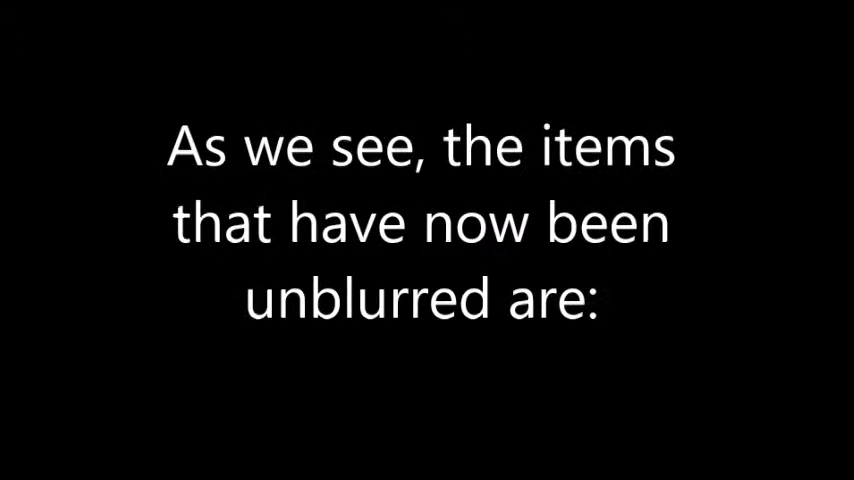 As we see, the items
that have now been
unblurred are: